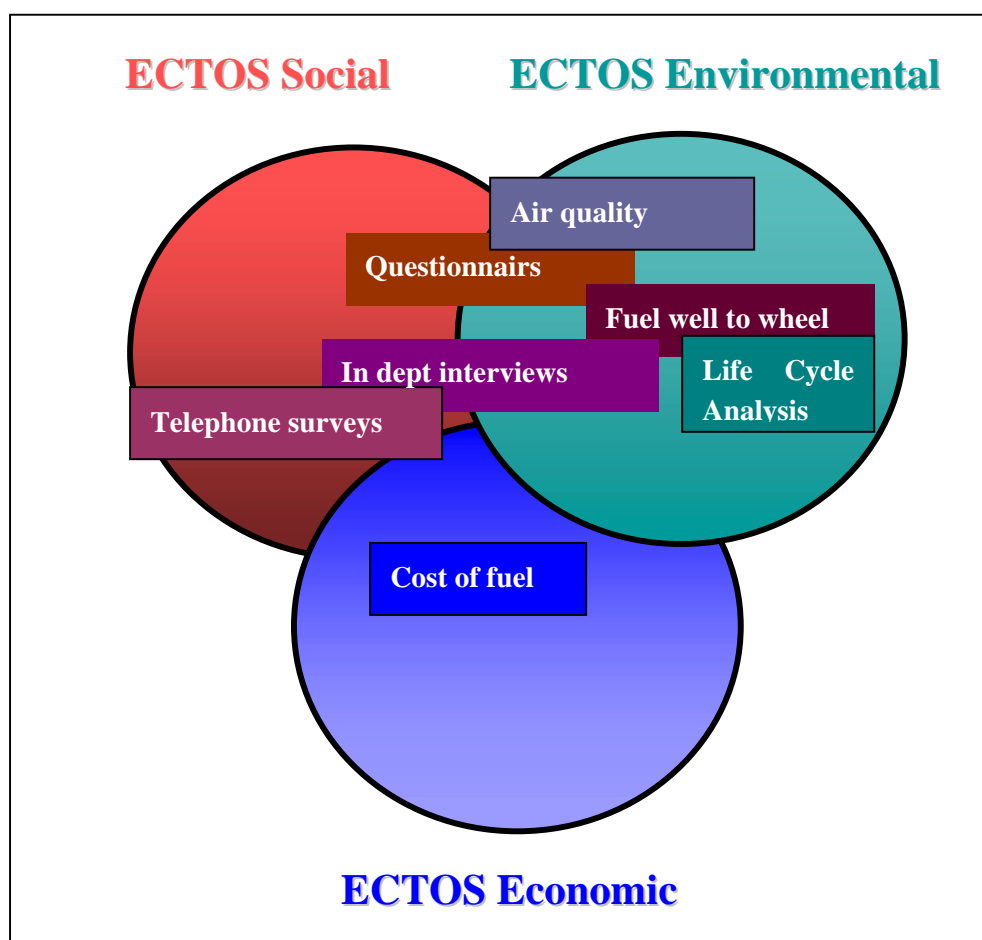 ECTOS Social
ECTOS Environmental
Air quality
Questionnairs
Fuel well to wheel
In dept interviews
Life Cycle
Analysis
Telephone surveys
Cost of fuel
ECTOS Economic